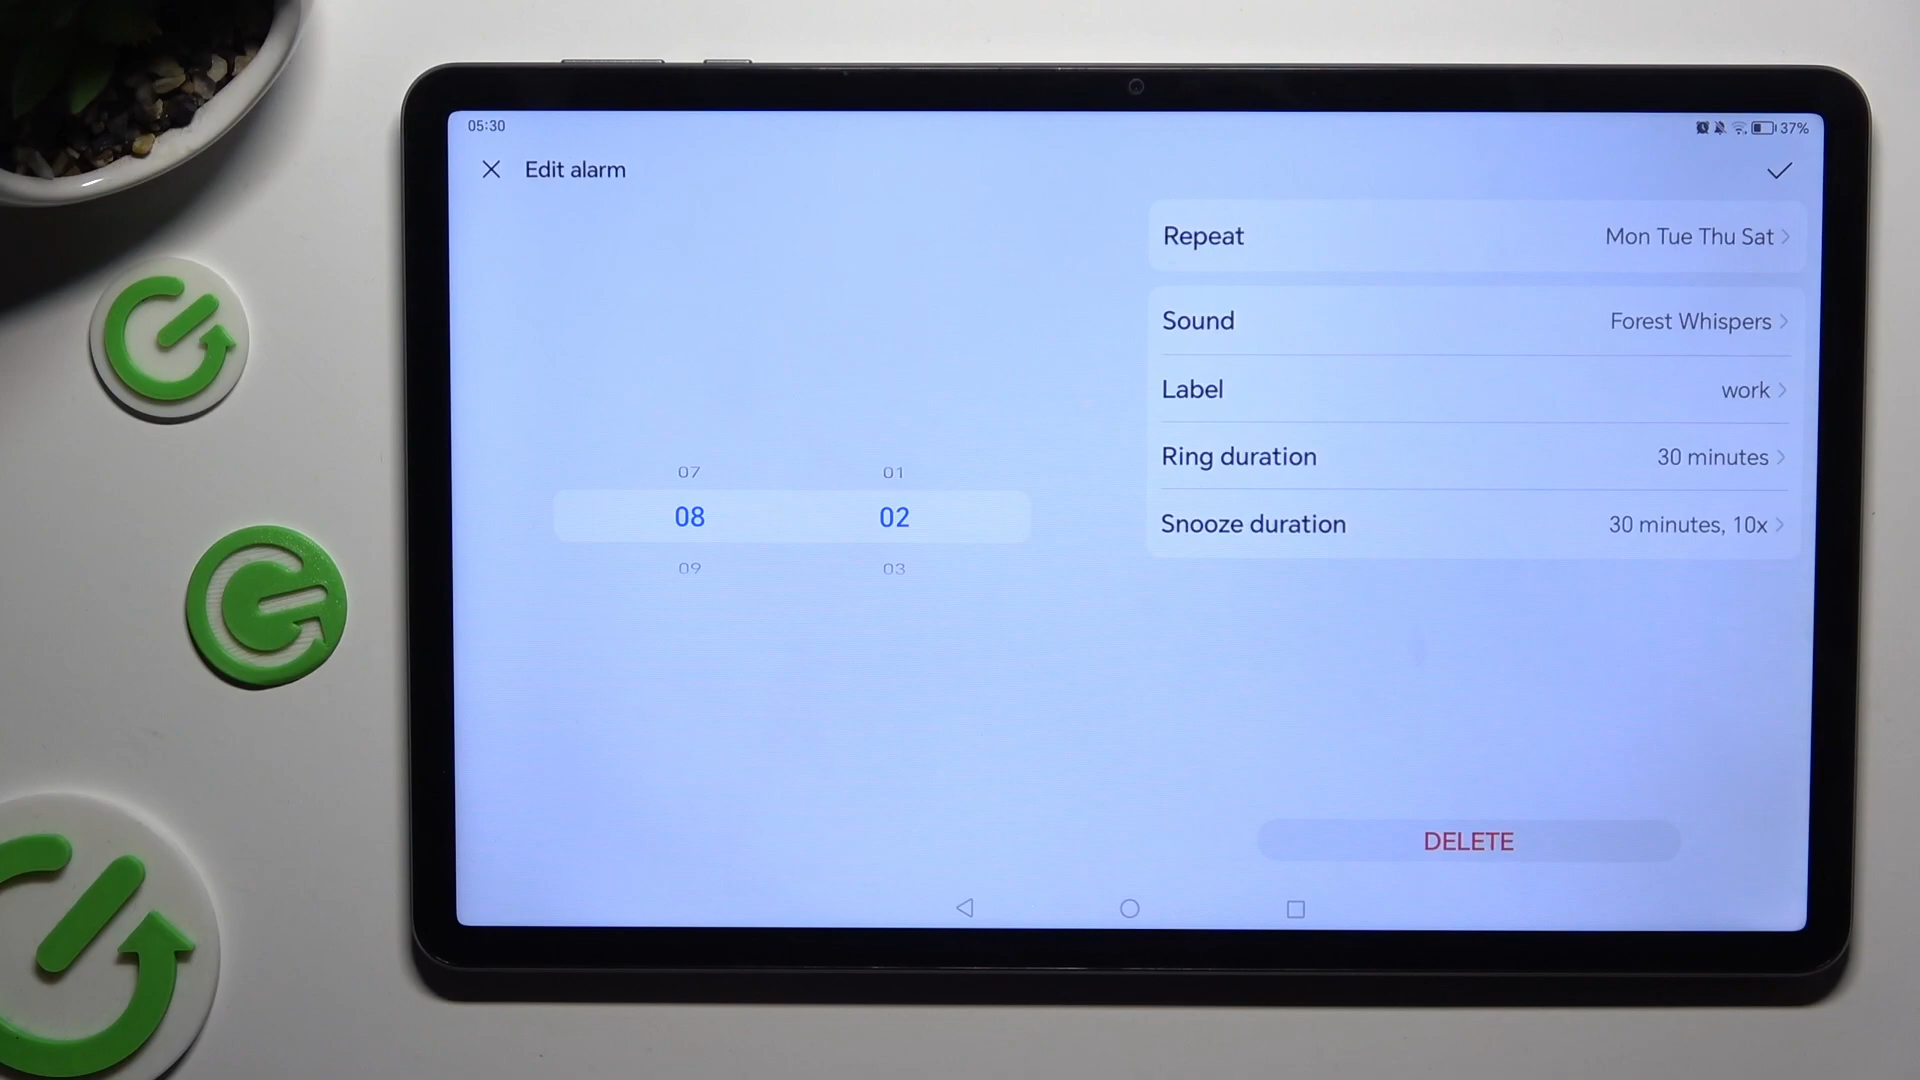 05:30
37%
Edit alarm
Repeat Mon Tue Thu Sat
Sound Forest Whispers
Label work
Ring duration 30 minutes
Snooze duration 30 minutes, 10x
07 01
08 02
09 03
DELETE